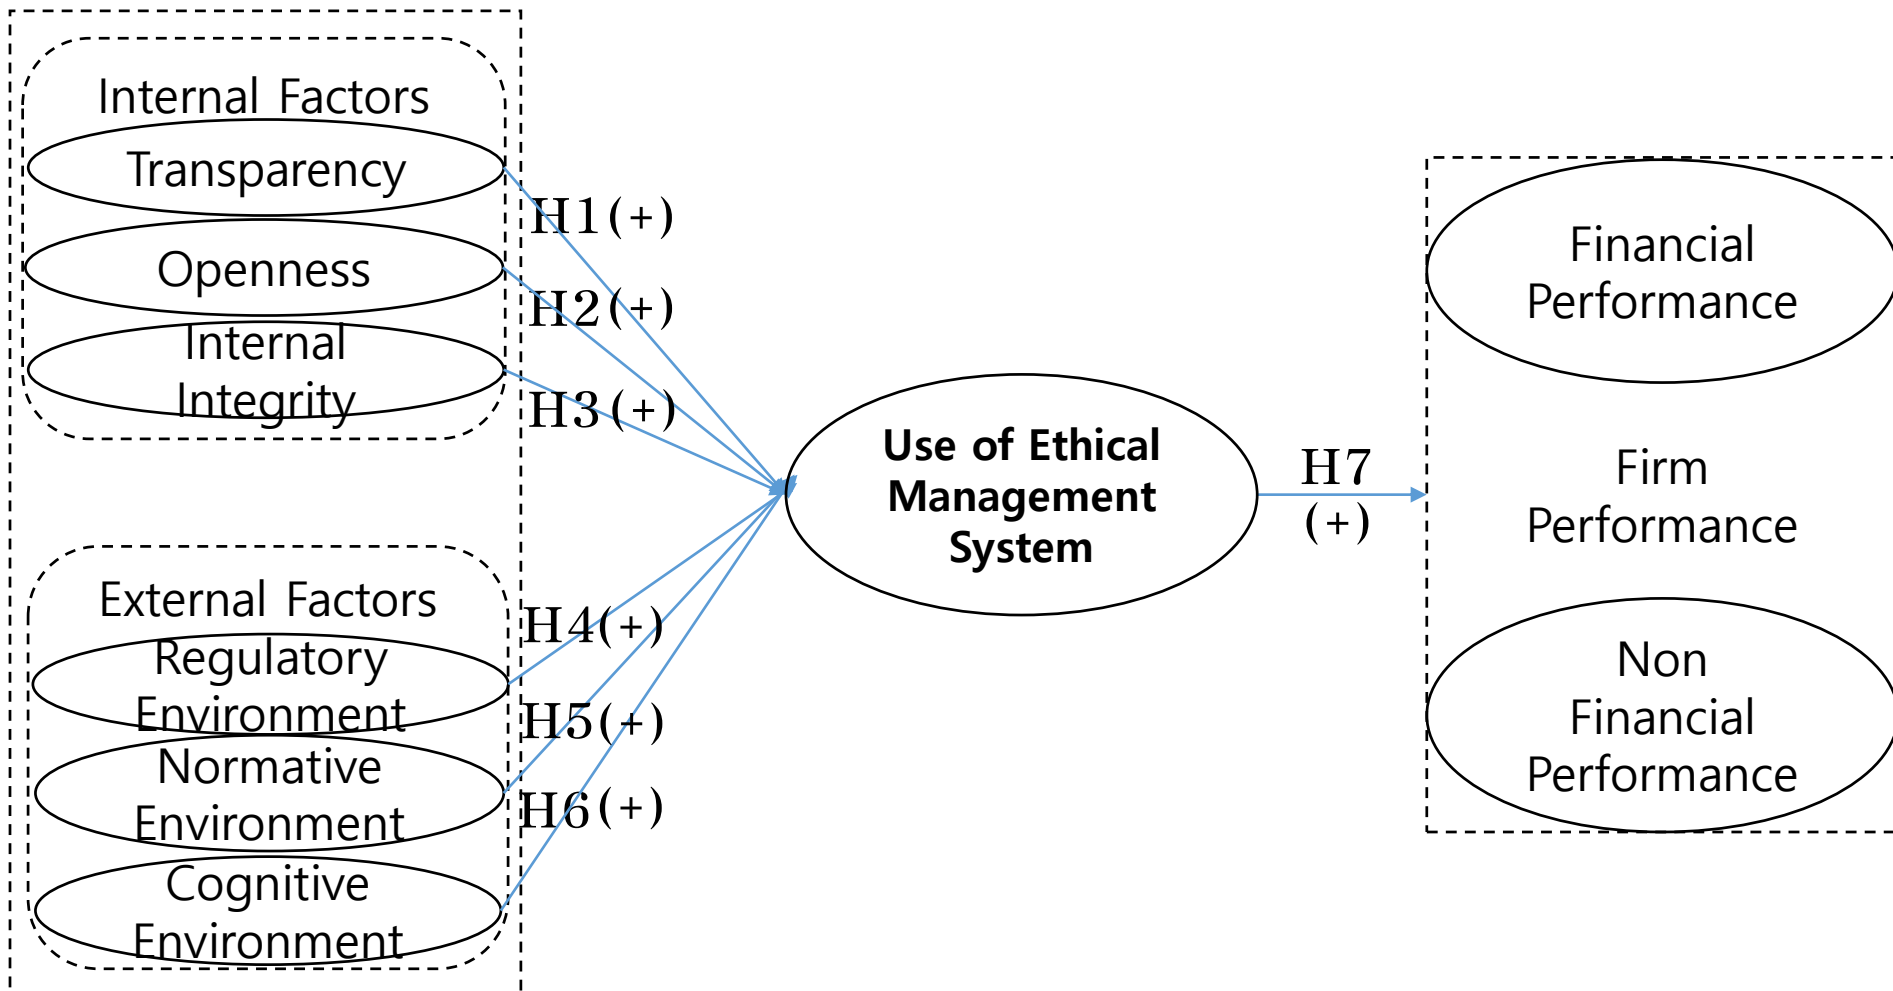 Internal Factors
Transparency
Openness
Internal
Integrity
H1(+)
H2(+)
H3(+)
External Factors
Regulatory
Environment
Normative
Environment
Cognitive
Environment
H4(+)
H5(+)
H6(+)
Use of Ethical
Management
System
H7
(+)
Financial
Performance
Firm
Performance
Non
Financial
Performance